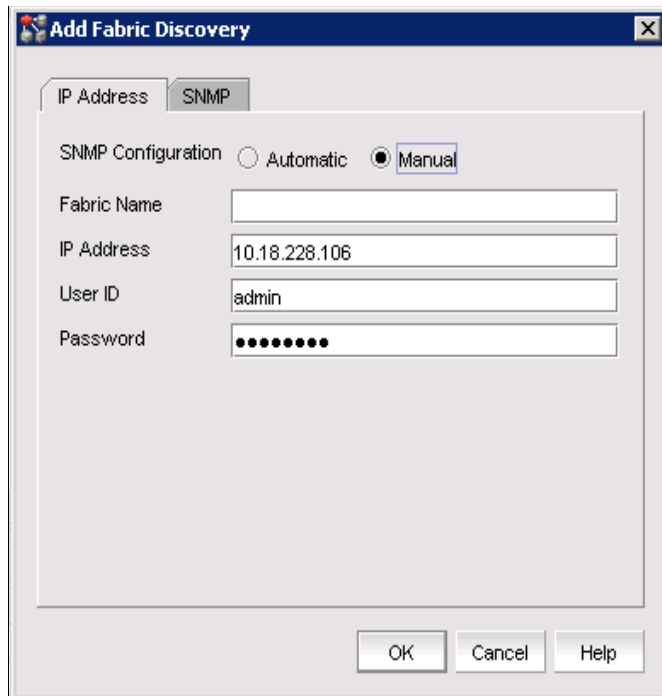 Add Fabric Discovery
IP Address SNMP
SNMP Configuration Automatic Manual
Fabric Name
IP Address 10.18.228.106
User ID admin
Password ●●●●●●●●
OK Cancel Help